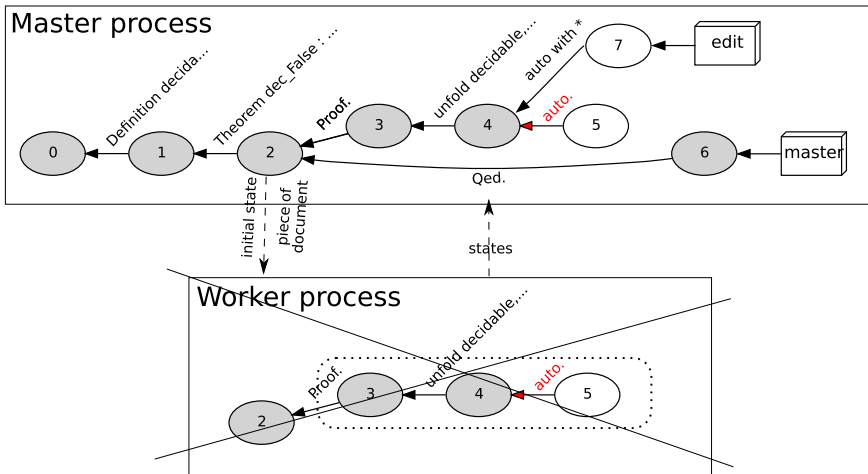 Master process
Definition decida...
Theorem dec_False : ...
Proof.
unfold decidable,...
auto with *
auto.
7
edit
0
1
2
3
4
5
6
master
Qed.
initial state
piece of
document
states
Worker process
Proof.
unfold decidable,...
auto.
2
3
4
5